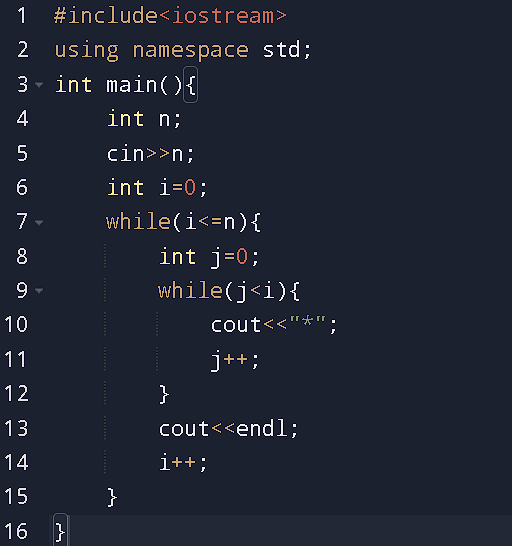 1 #include<iostream>
2 using namespace std;
3 int main(){
4 int n;
5 cin>>n;
6 int i=0;
7 while(i<=n){
8 int j=0;
9 while(j<i){
10 cout<<"*";
11 j++;
12 }
13 cout<<endl;
14 i++;
15 }
16 }